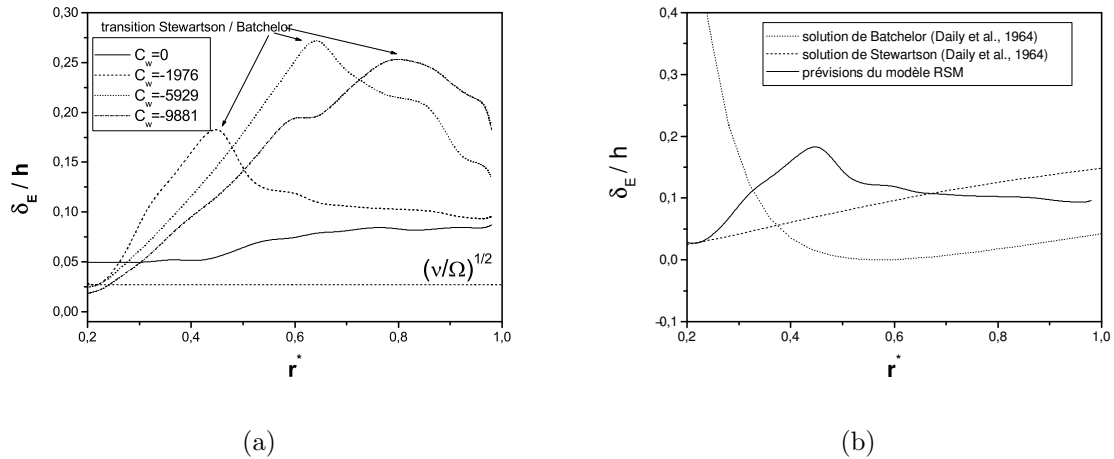 transition Stewartson / Batchelor
C_w=0
C_w=-1976
C_w=-5929
C_w=-9881
(ν/Ω)^1/2
δ_E / h
0,30
0,25
0,20
0,15
0,10
0,05
0,00
0,2 0,4 0,6 0,8 1,0
r*
(a)
solution de Batchelor (Daily et al., 1964)
solution de Stewartson (Daily et al., 1964)
prévisions du modèle RSM
δ_E / h
0,4
0,3
0,2
0,1
0,0
-0,1
0,2 0,4 0,6 0,8 1,0
r*
(b)